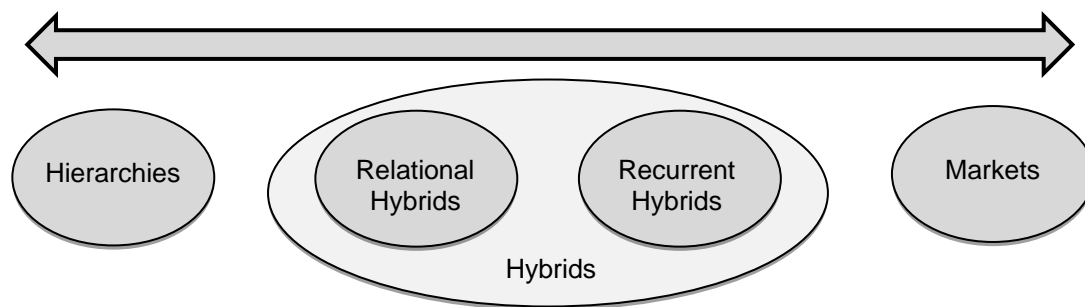 Hierarchies
Relational
Hybrids
Recurrent
Hybrids
Markets
Hybrids